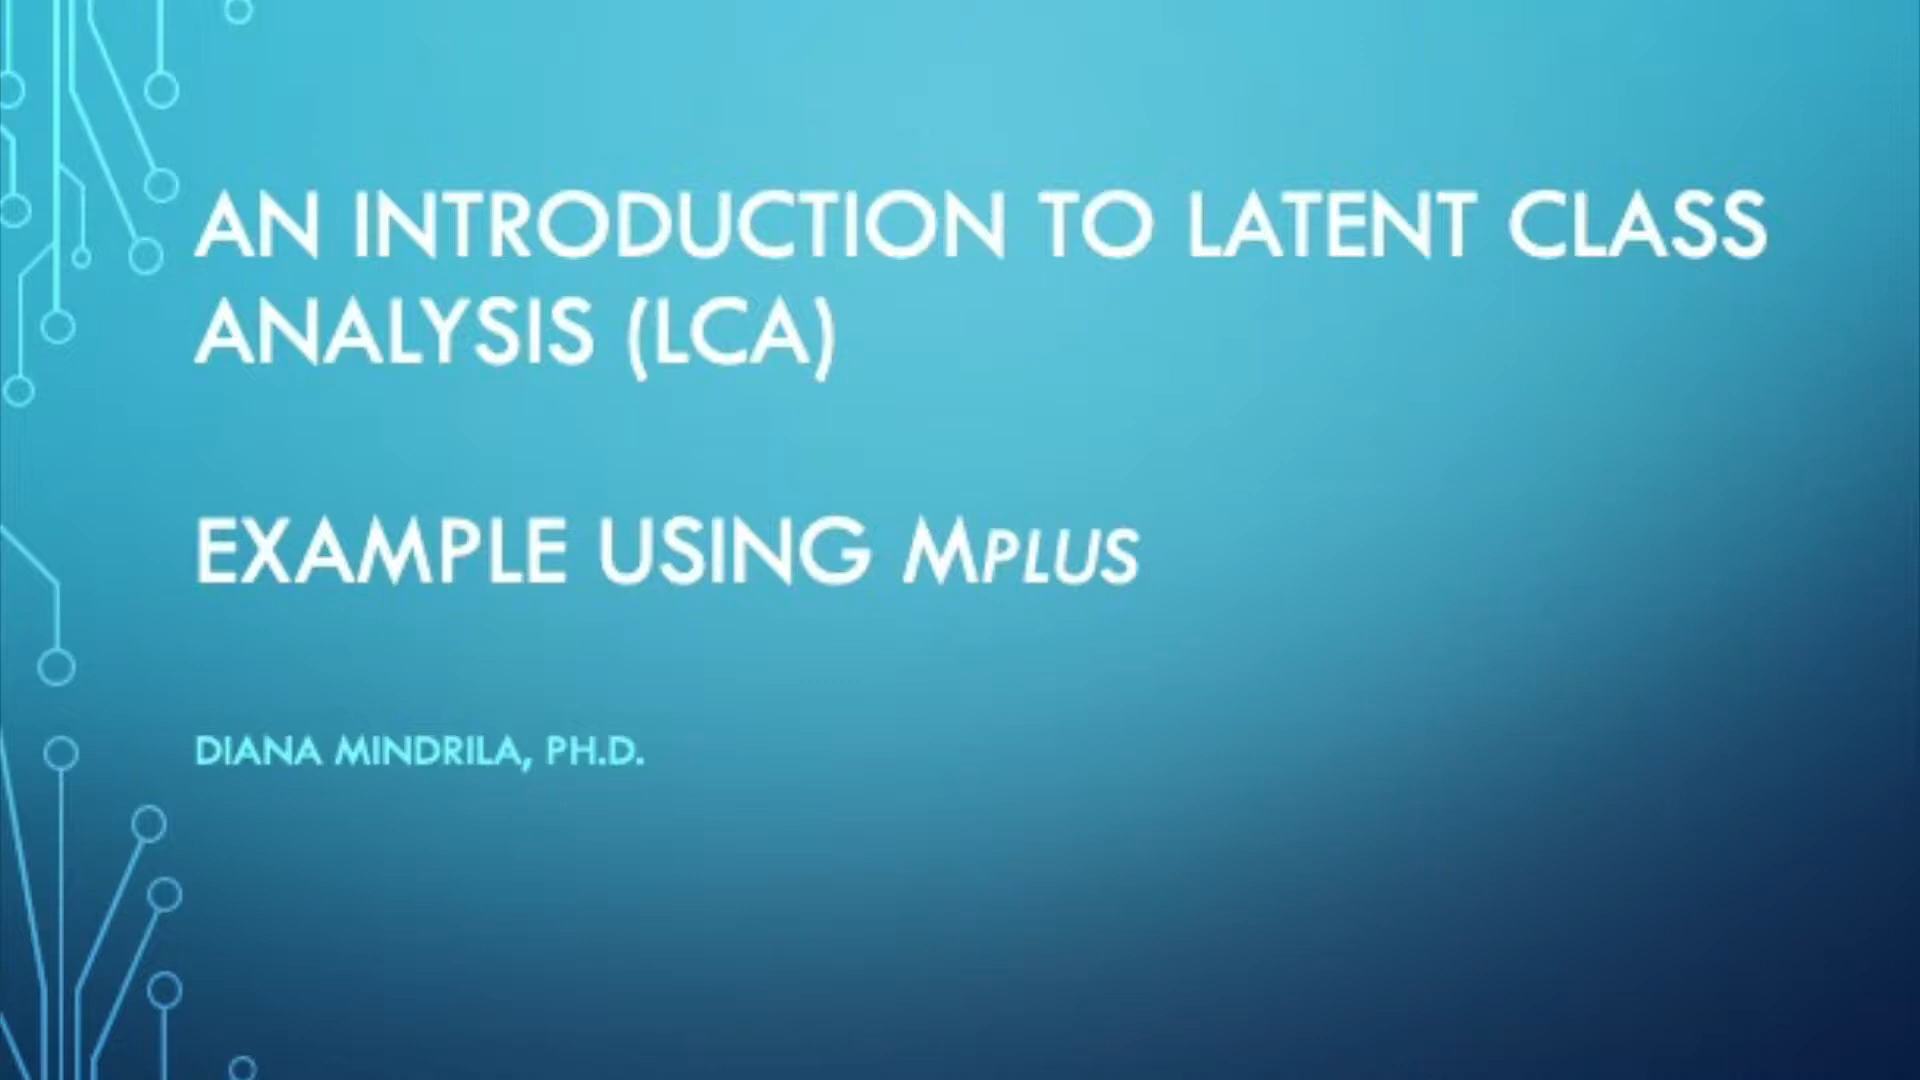 AN INTRODUCTION TO LATENT CLASS
ANALYSIS (LCA)
EXAMPLE USING MPLUS
DIANA MINDRILA, PH.D.